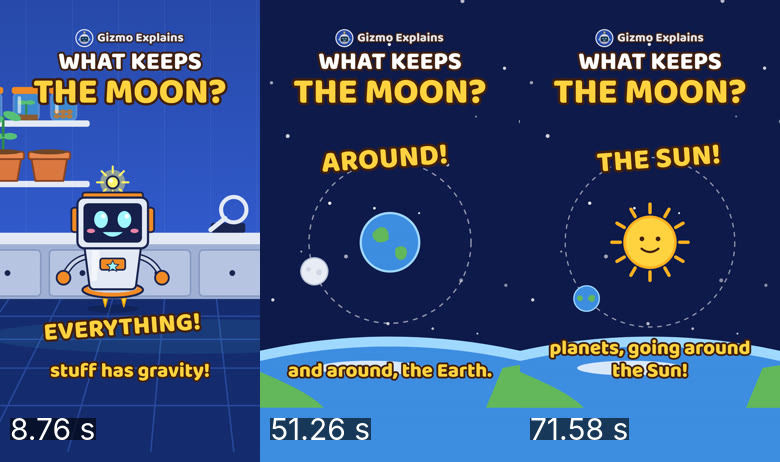 Gizmo Explains
WHAT KEEPS
THE MOON?
EVERYTHING!
stuff has gravity!
8.76 s
Gizmo Explains
WHAT KEEPS
THE MOON?
AROUND!
and around, the Earth.
51.26 s
Gizmo Explains
WHAT KEEPS
THE MOON?
THE SUN!
planets, going around
the Sun!
71.58 s